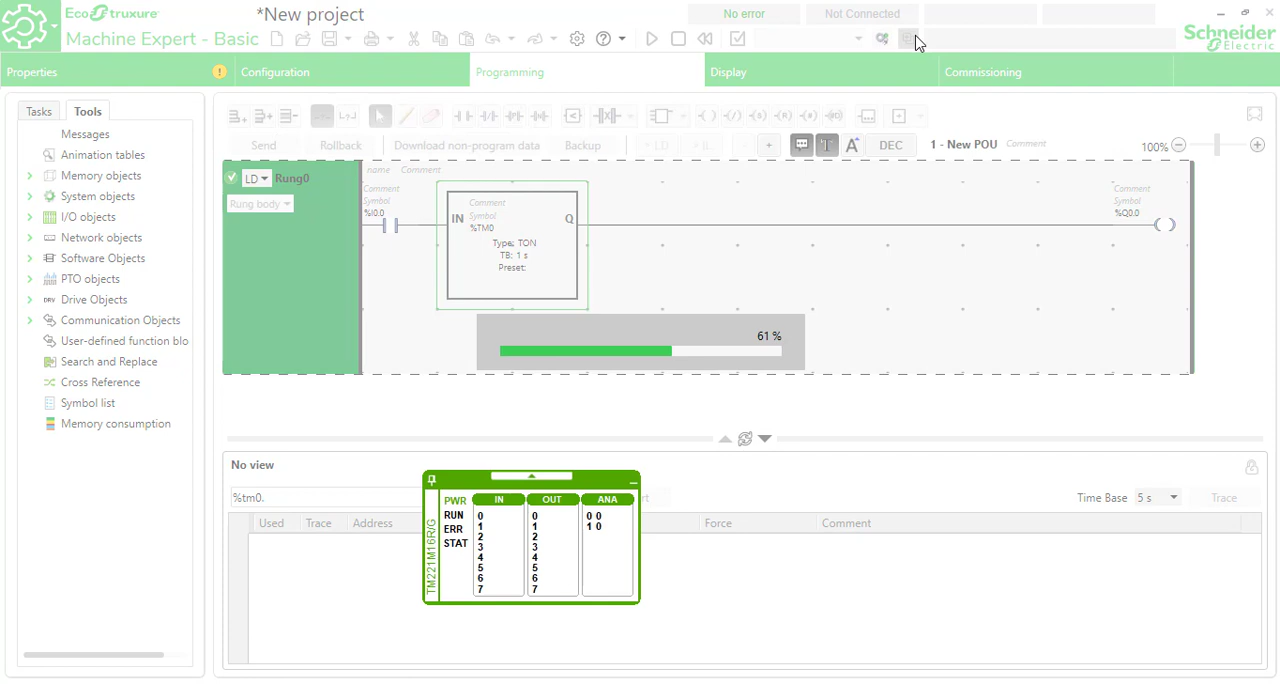 EcoStruxure
*New project
No error
Not Connected
Machine Expert - Basic
Schneider
Electric
Properties
Configuration
Programming
Display
Commissioning
Tasks
Tools
Messages
Animation tables
Memory objects
System objects
I/O objects
Network objects
Software Objects
PTO objects
DRV
Drive Objects
Communication Objects
User-defined function blo
Search and Replace
Cross Reference
Symbol list
Memory consumption
Send
Rollback
Download non-program data
Backup
> LD
> IL
T
A
DEC
1 - New POU
Comment
100%
LD
Rung0
name
Comment
Rung body
Comment
Symbol
%I0.0
Comment
Symbol
%TM0
IN
Q
Type: TON
TB: 1 s
Preset:
Comment
Symbol
%Q0.0
61 %
No view
%tm0.
Time Base
5 s
Trace
Used
Trace
Address
Force
Comment
TM221M16R/G
PWR
RUN
ERR
STAT
IN
0
1
2
3
4
5
6
7
OUT
0
1
2
3
4
5
6
7
ANA
0 0
1 0